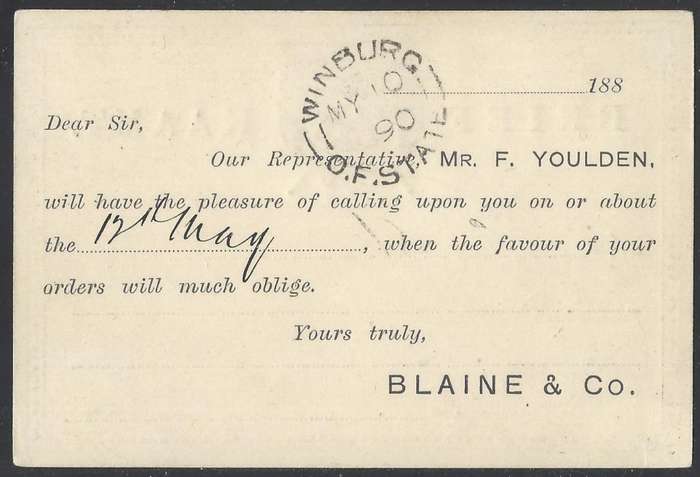 WINBURG
MY 10
90
O.F. STATE
188
Dear Sir,
Our Representative, MR. F. YOULDEN,
will have the pleasure of calling upon you on or about
the 12th May, when the favour of your
orders will much oblige.
Yours truly,
BLAINE & Co.